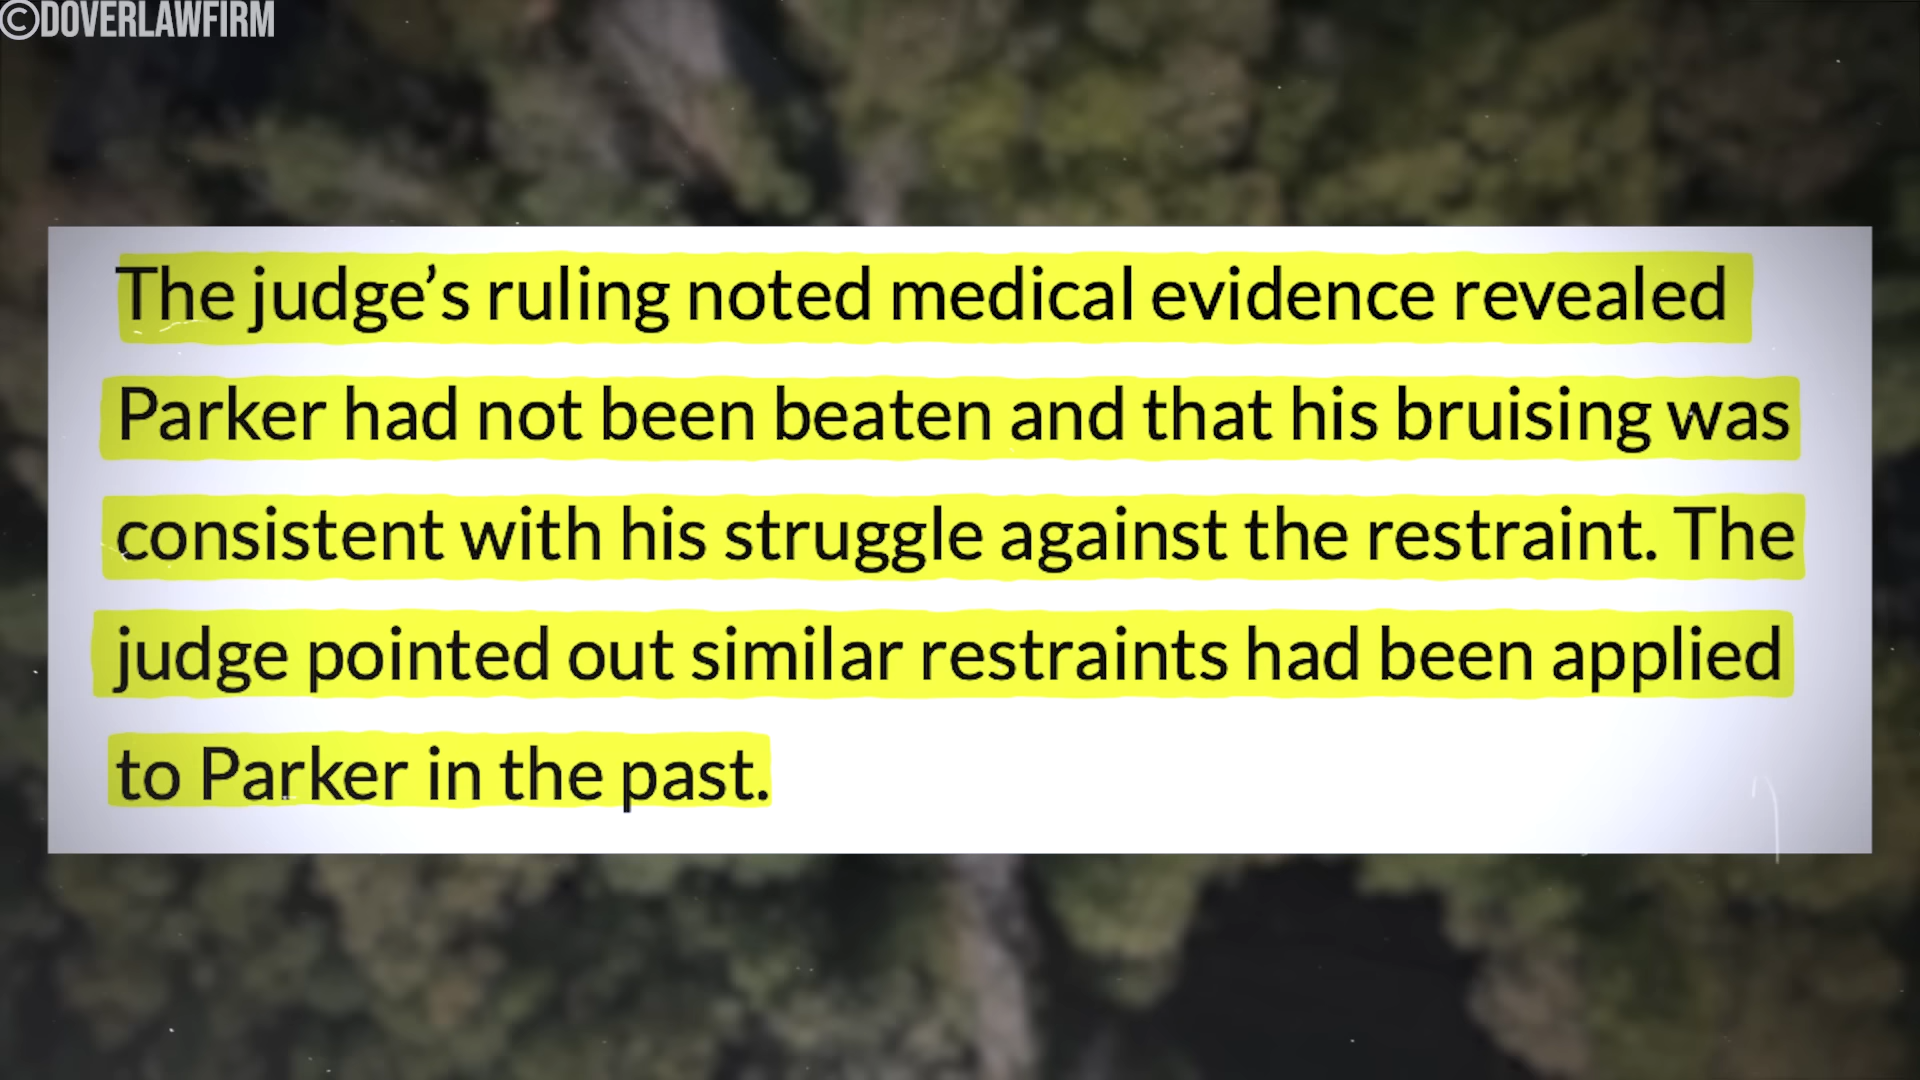 ©DOVERLAWFIRM
The judge’s ruling noted medical evidence revealed
Parker had not been beaten and that his bruising was
consistent with his struggle against the restraint. The
judge pointed out similar restraints had been applied
to Parker in the past.